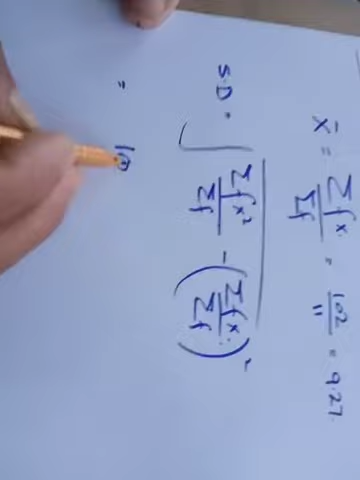 x̄ = Σfx / Σf = 102 / 11 = 9.27
S.D = √( Σfx² / Σf - ( Σfx / Σf )² )
= 10